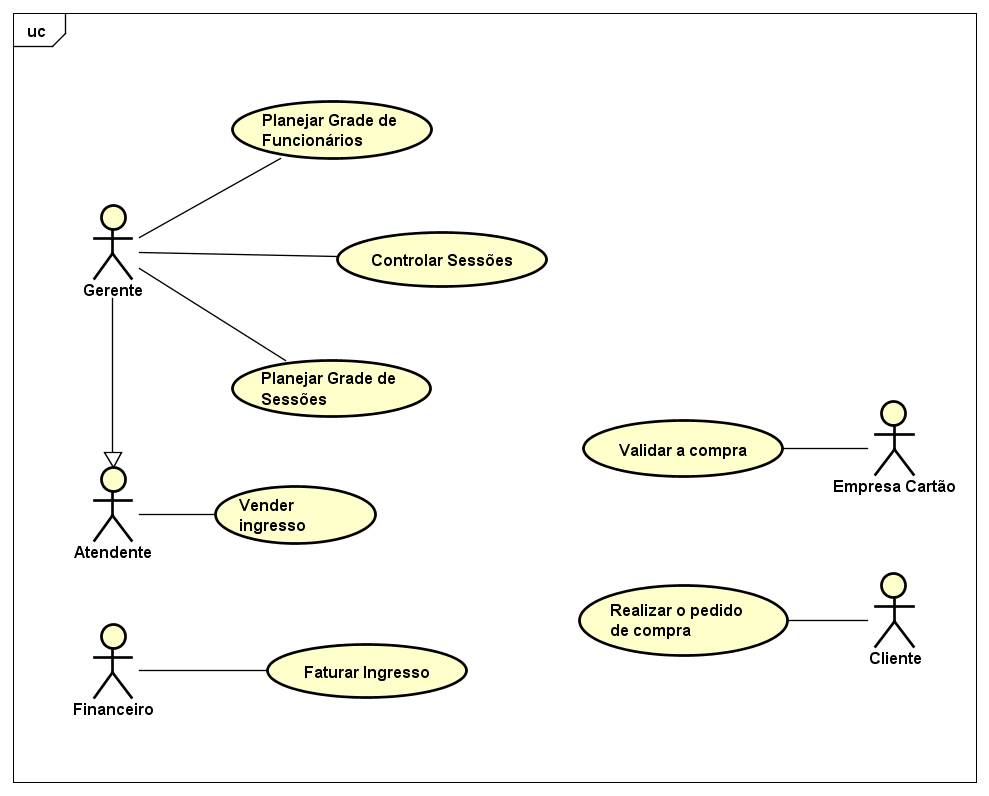 uc
Planejar Grade de
Funcionários
Gerente
Controlar Sessões
Planejar Grade de
Sessões
Validar a compra
Empresa Cartão
Atendente
Vender
ingresso
Realizar o pedido
de compra
Cliente
Financeiro
Faturar Ingresso